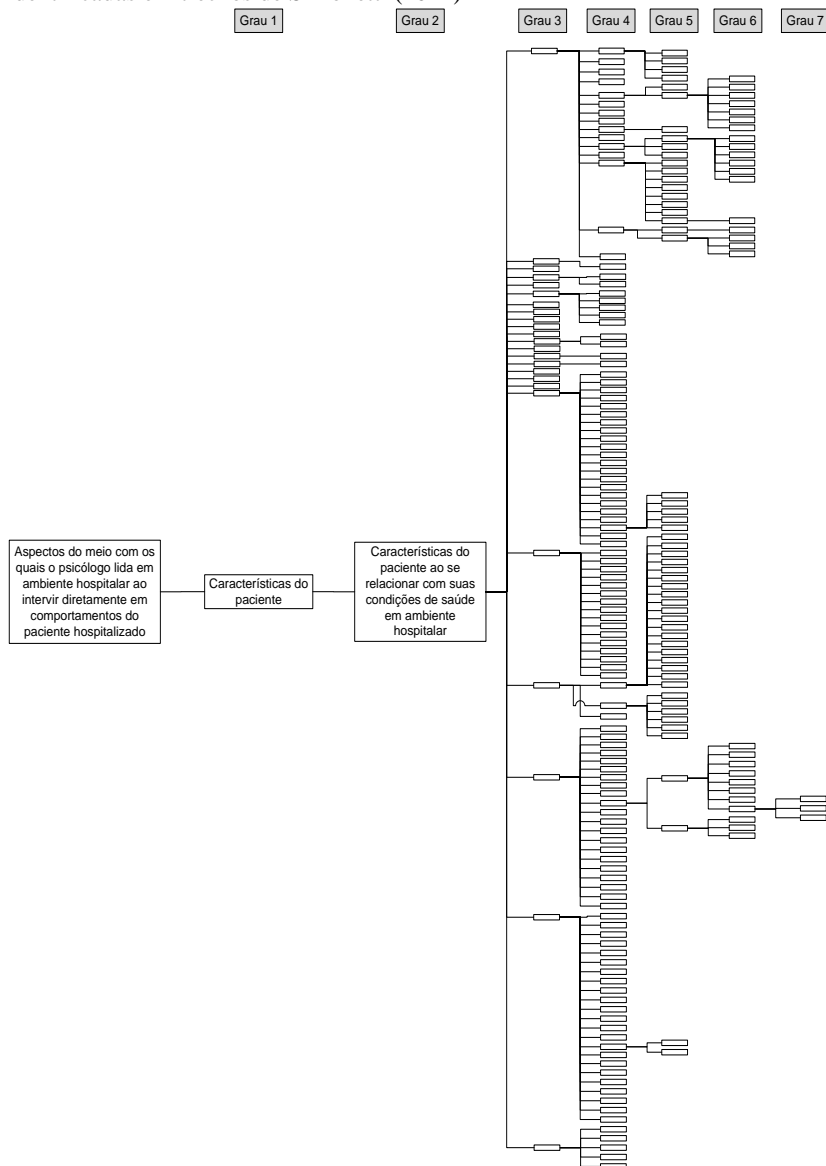 Grau 1
Grau 2
Grau 3
Grau 4
Grau 5
Grau 6
Grau 7
Aspectos do meio com os
quais o psicólogo lida em
ambiente hospitalar ao
intervir diretamente em
comportamentos do
paciente hospitalizado
Características do
paciente
Características do
paciente ao se
relacionar com suas
condições de saúde
em ambiente
hospitalar